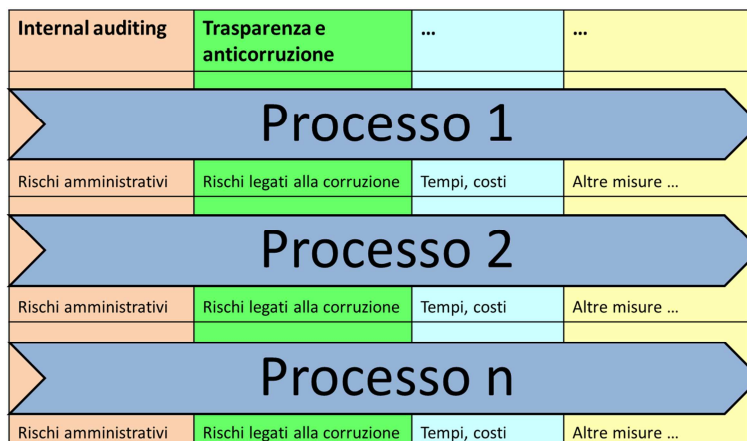 Internal auditing
Trasparenza e
anticorruzione
...
...
Processo 1
Rischi amministrativi
Rischi legati alla corruzione
Tempi, costi
Altre misure ...
Processo 2
Rischi amministrativi
Rischi legati alla corruzione
Tempi, costi
Altre misure ...
Processo n
Rischi amministrativi
Rischi legati alla corruzione
Tempi, costi
Altre misure ...